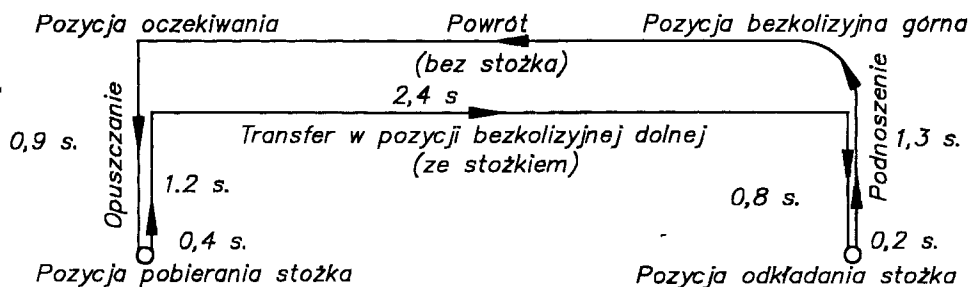 Pozycja oczekiwania Powrót Pozycja bezkolizyjna górna
(bez stożka)
2,4 s
Opuszczanie
0,9 s.
Transfer w pozycji bezkolizyjnej dolnej
(ze stożkiem)
Podnoszenie
1,3 s.
1.2 s.
0,8 s.
0,4 s.
0,2 s.
Pozycja pobierania stożka Pozycja odkładania stożka